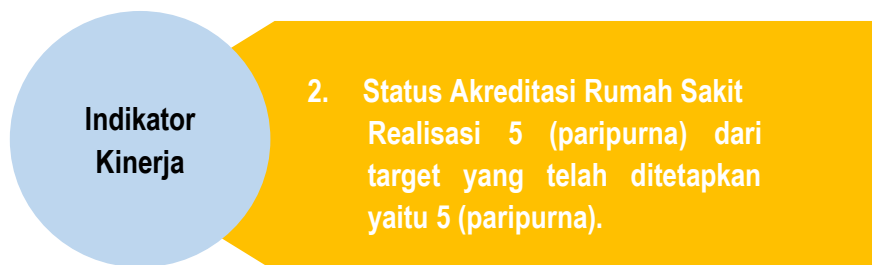 Indikator
Kinerja
2. Status Akreditasi Rumah Sakit
Realisasi 5 (paripurna) dari
target yang telah ditetapkan
yaitu 5 (paripurna).